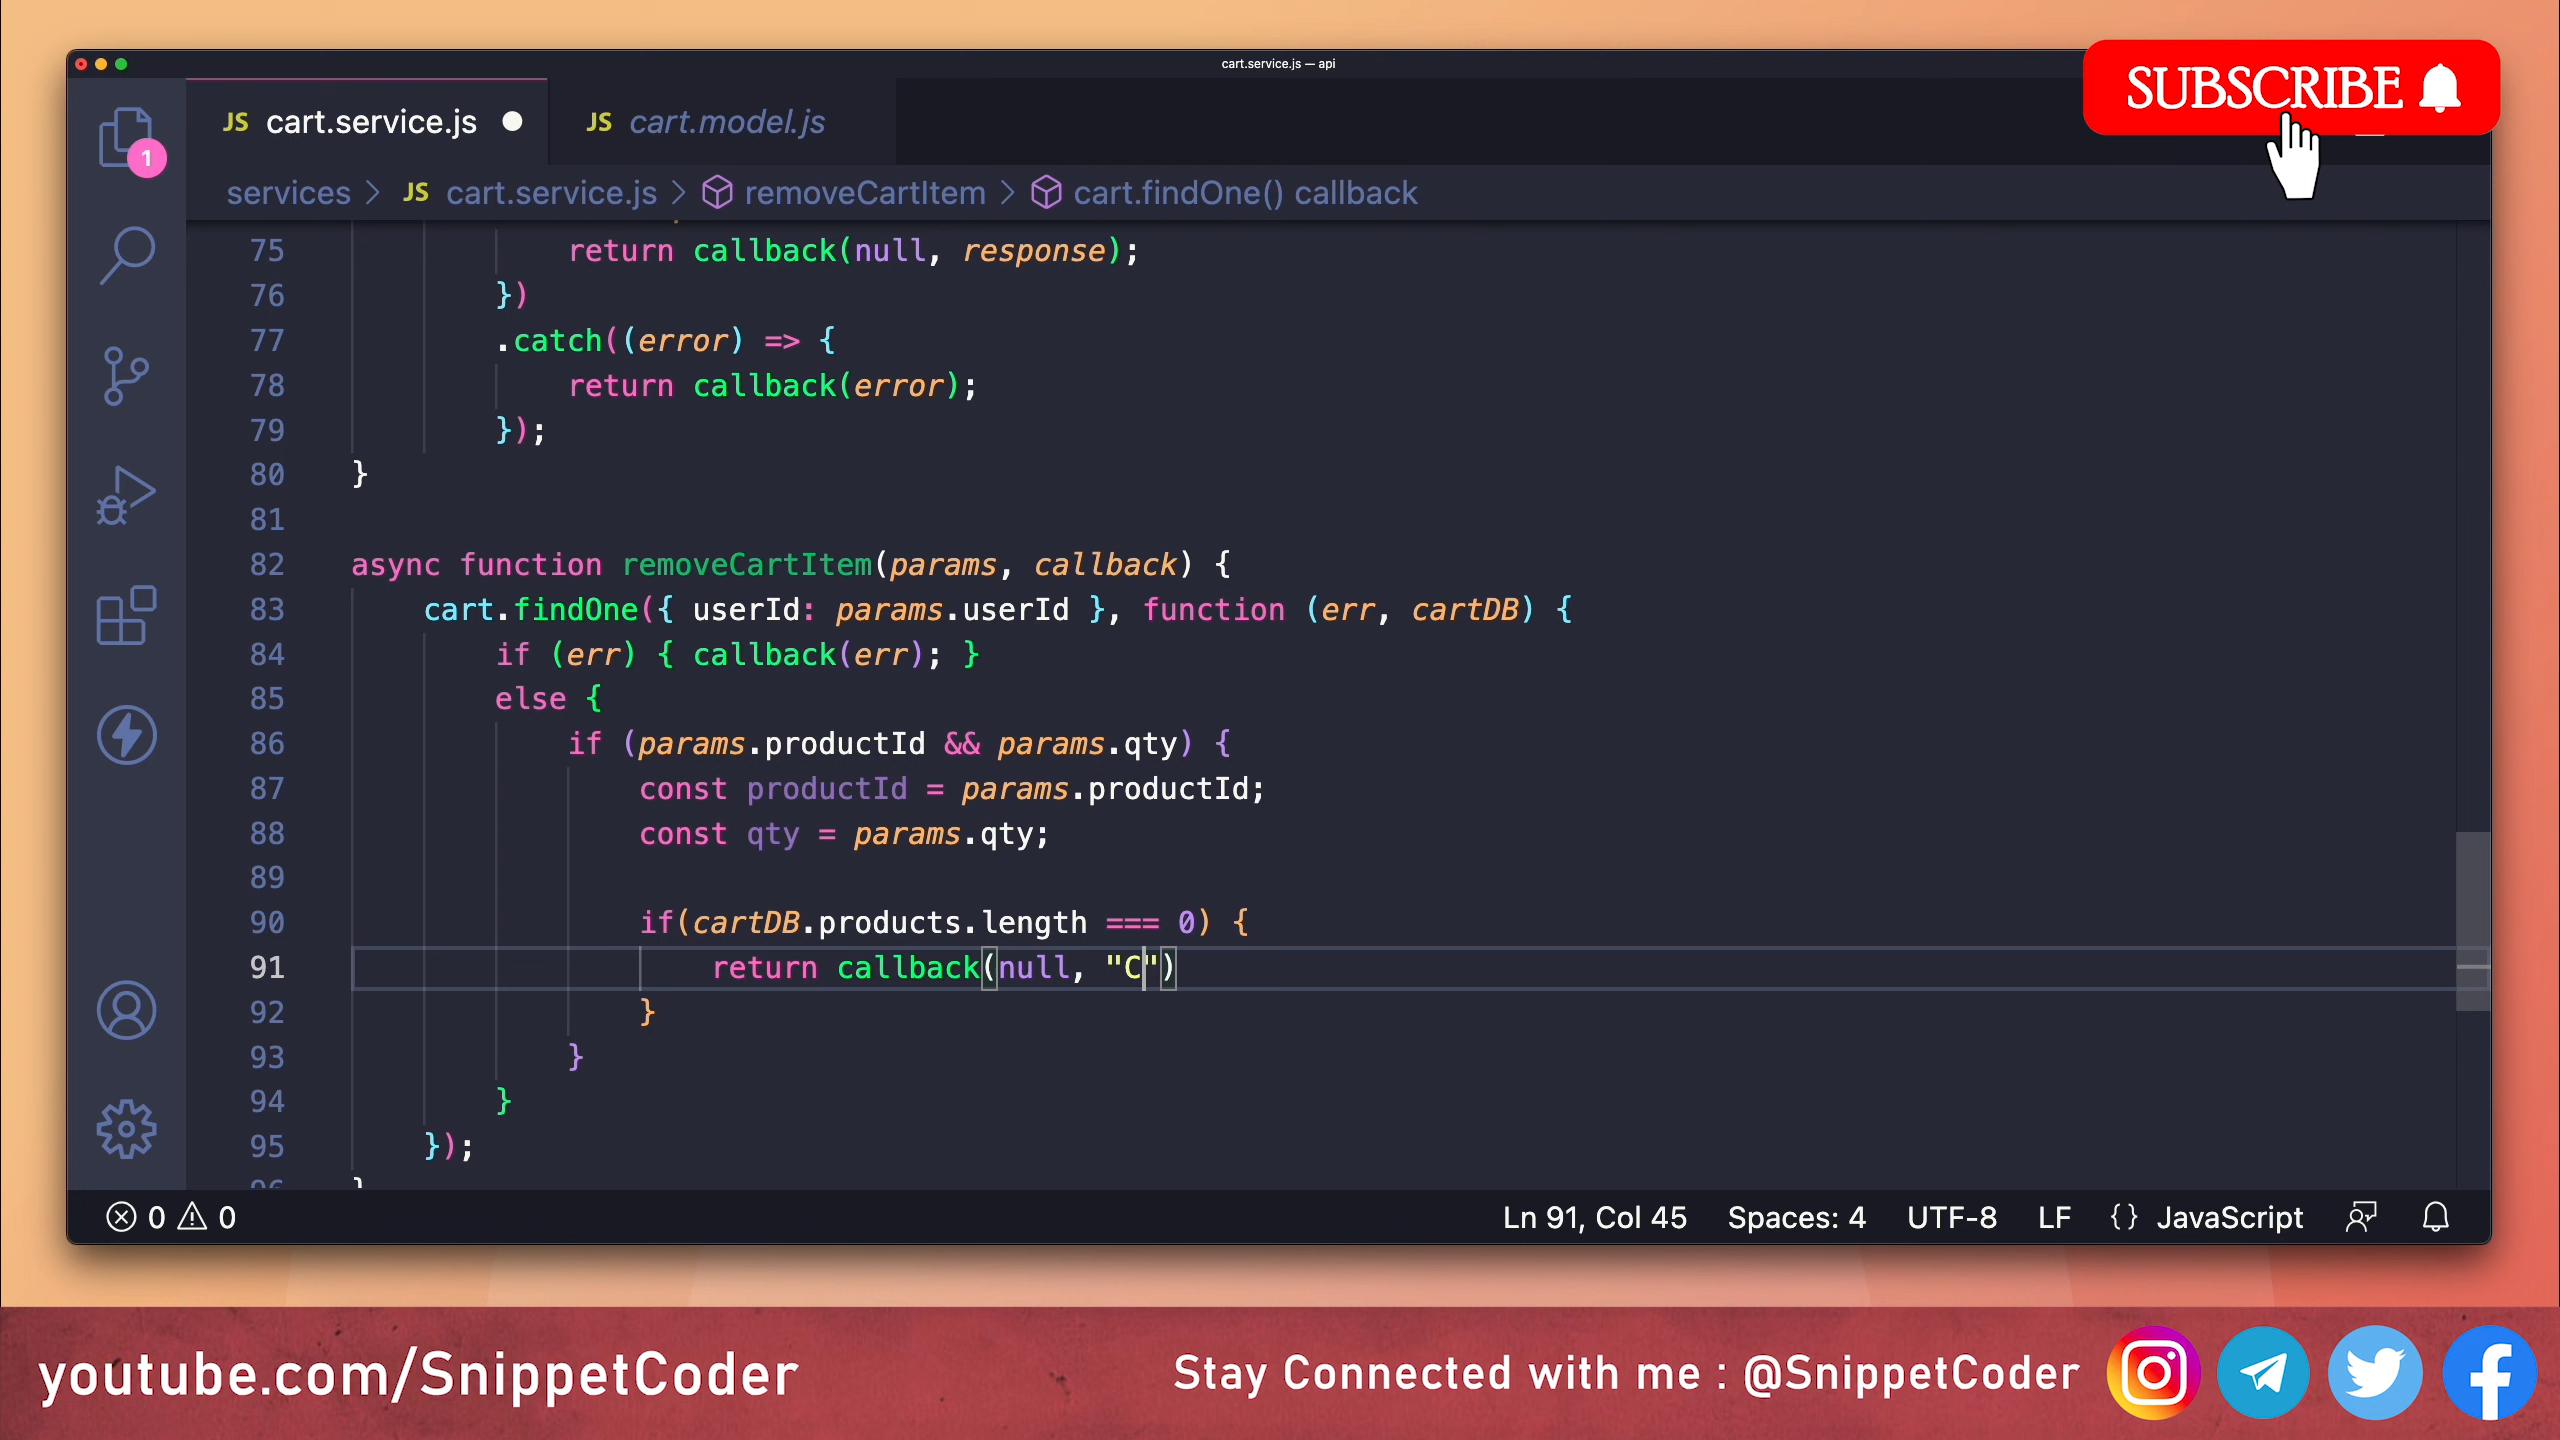 cart.service.js — api
SUBSCRIBE
JS cart.service.js
JS cart.model.js
1
services > JS cart.service.js > removeCartItem > cart.findOne() callback
75 return callback(null, response);
76 })
77 .catch((error) => {
78 return callback(error);
79 });
80 }
81
82 async function removeCartItem(params, callback) {
83 cart.findOne({ userId: params.userId }, function (err, cartDB) {
84 if (err) { callback(err); }
85 else {
86 if (params.productId && params.qty) {
87 const productId = params.productId;
88 const qty = params.qty;
89
90 if(cartDB.products.length === 0) {
91 return callback(null, "C")
92 }
93 }
94 }
95 });
96 }
0 0
Ln 91, Col 45 Spaces: 4 UTF-8 LF {} JavaScript
youtube.com/SnippetCoder
Stay Connected with me : @SnippetCoder